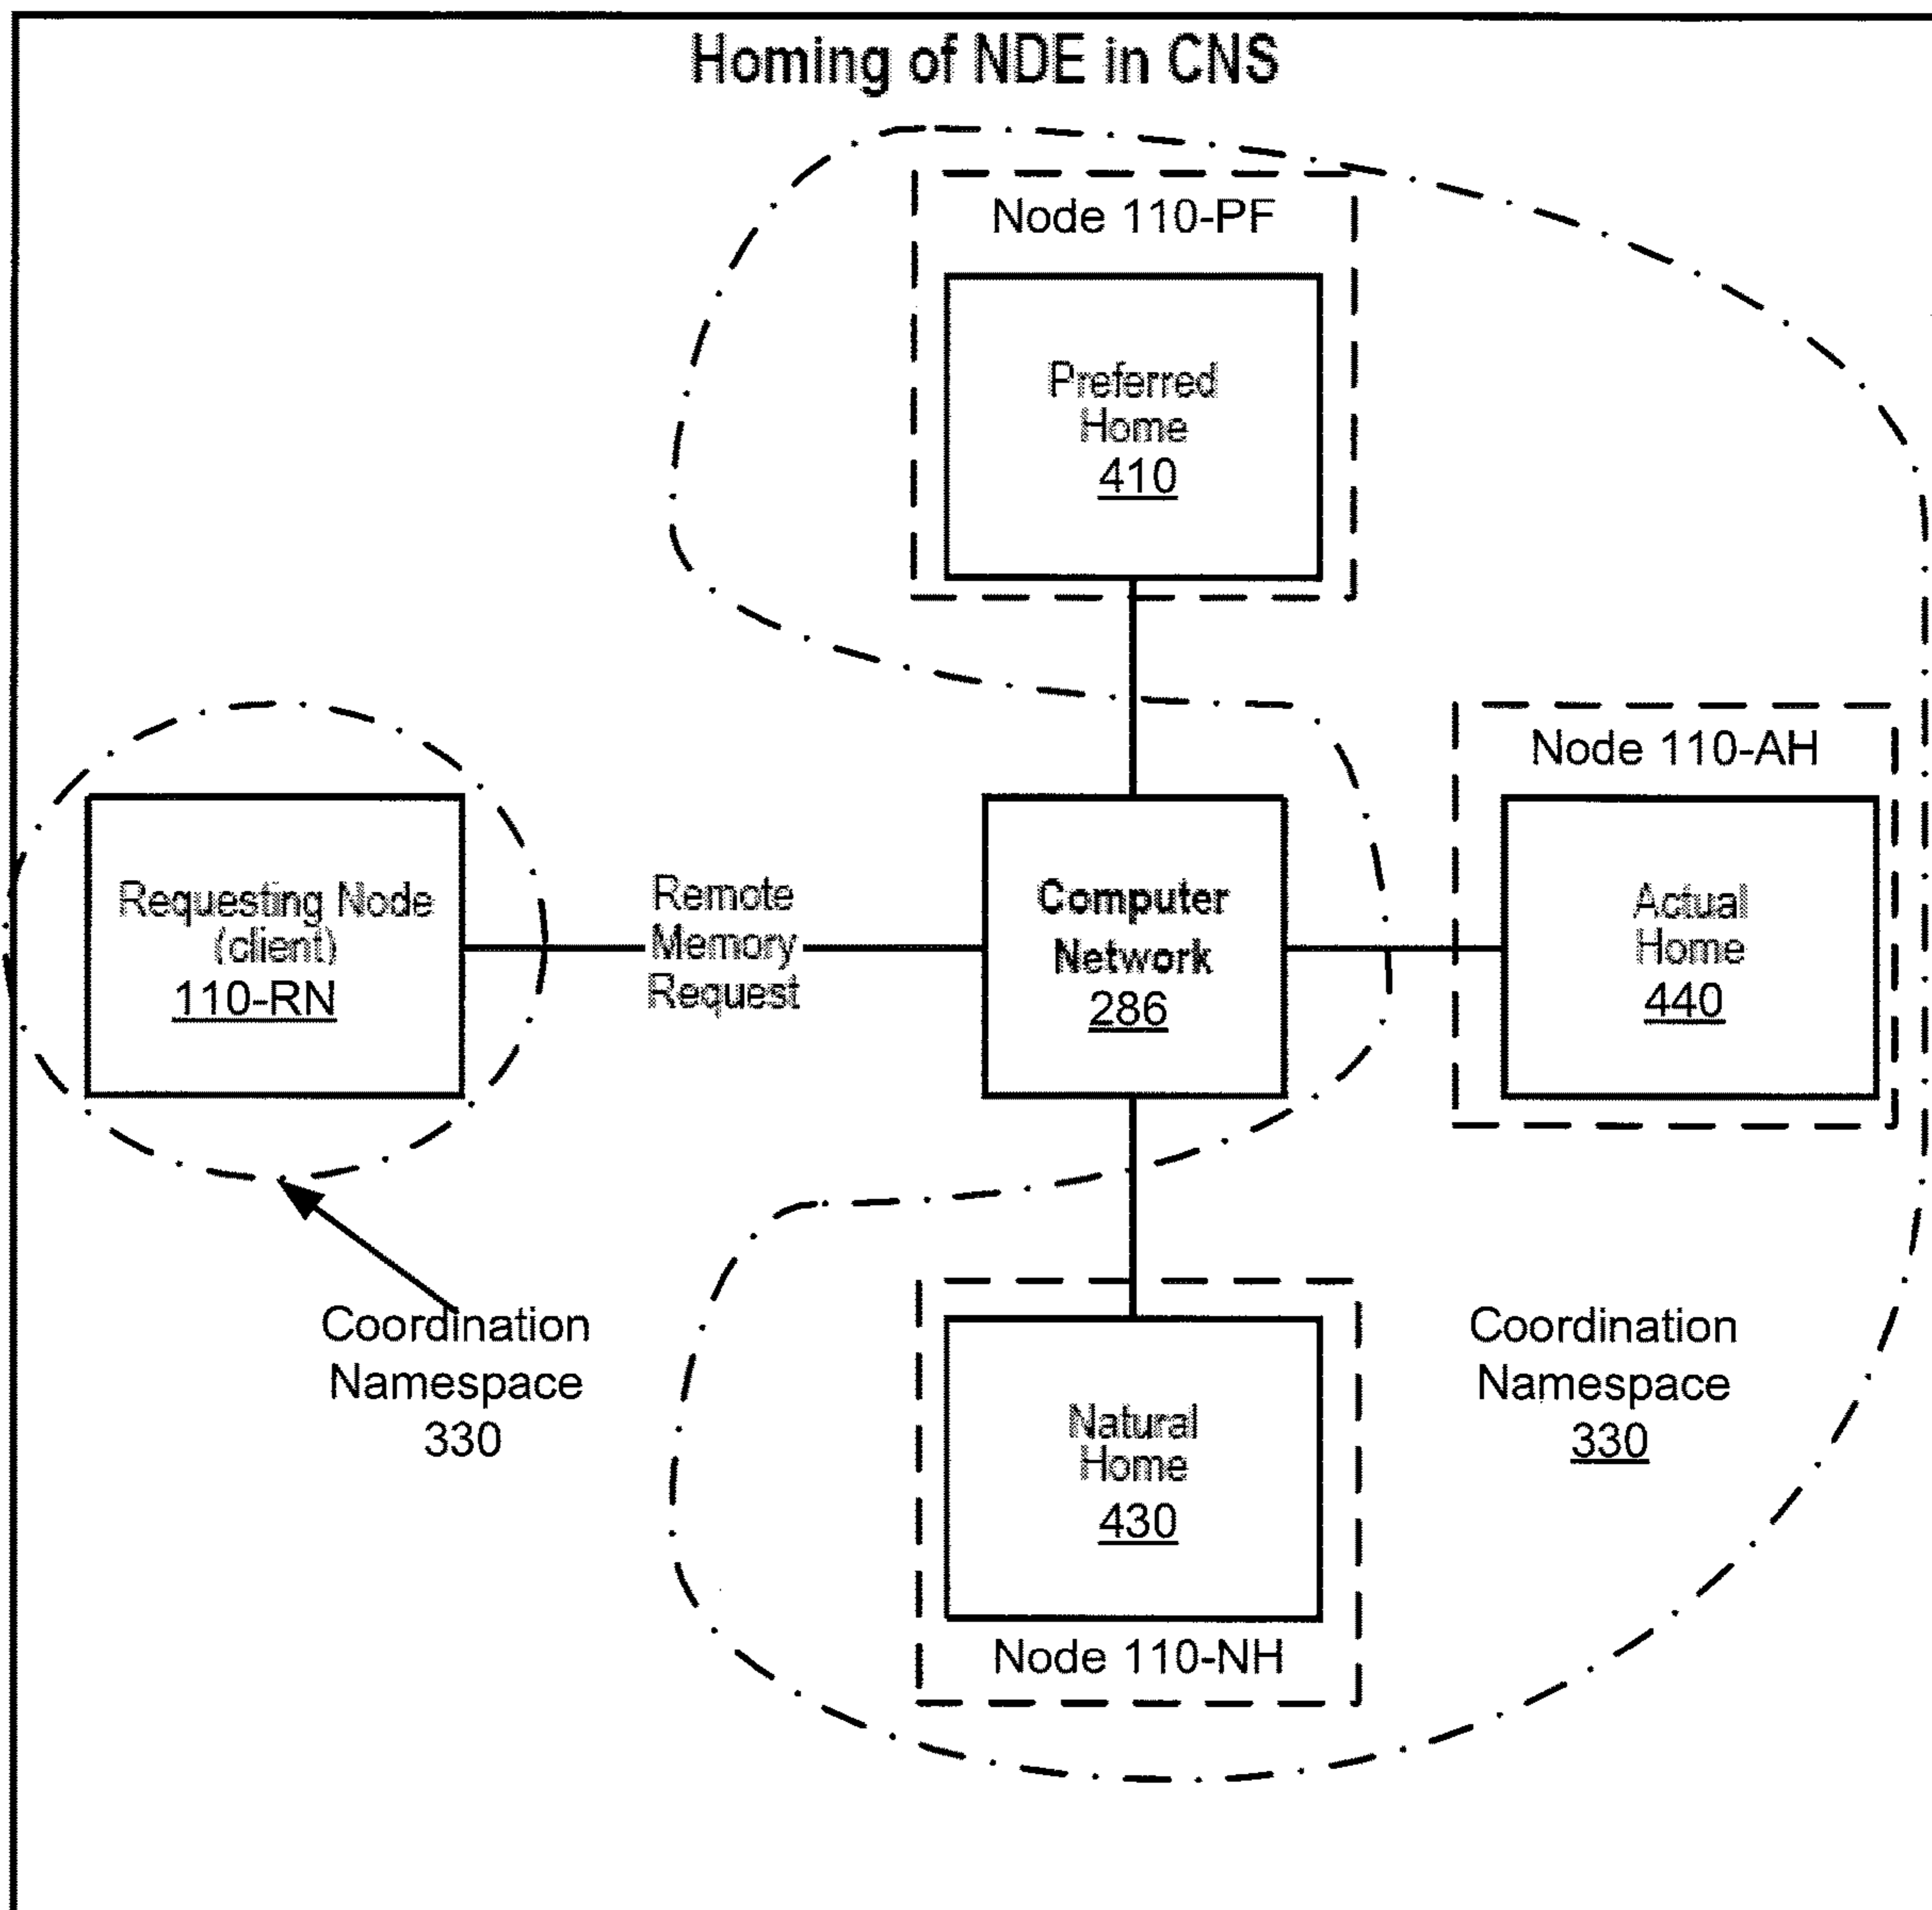 Homing of NDE in CNS
Node 110-PF
Preferred
Home
410
Node 110-AH
Requesting Node
(client)
110-RN
Remote
Memory
Request
Computer
Network
286
Actual
Home
440
Coordination
Namespace
330
Natural
Home
430
Node 110-NH
Coordination
Namespace
330